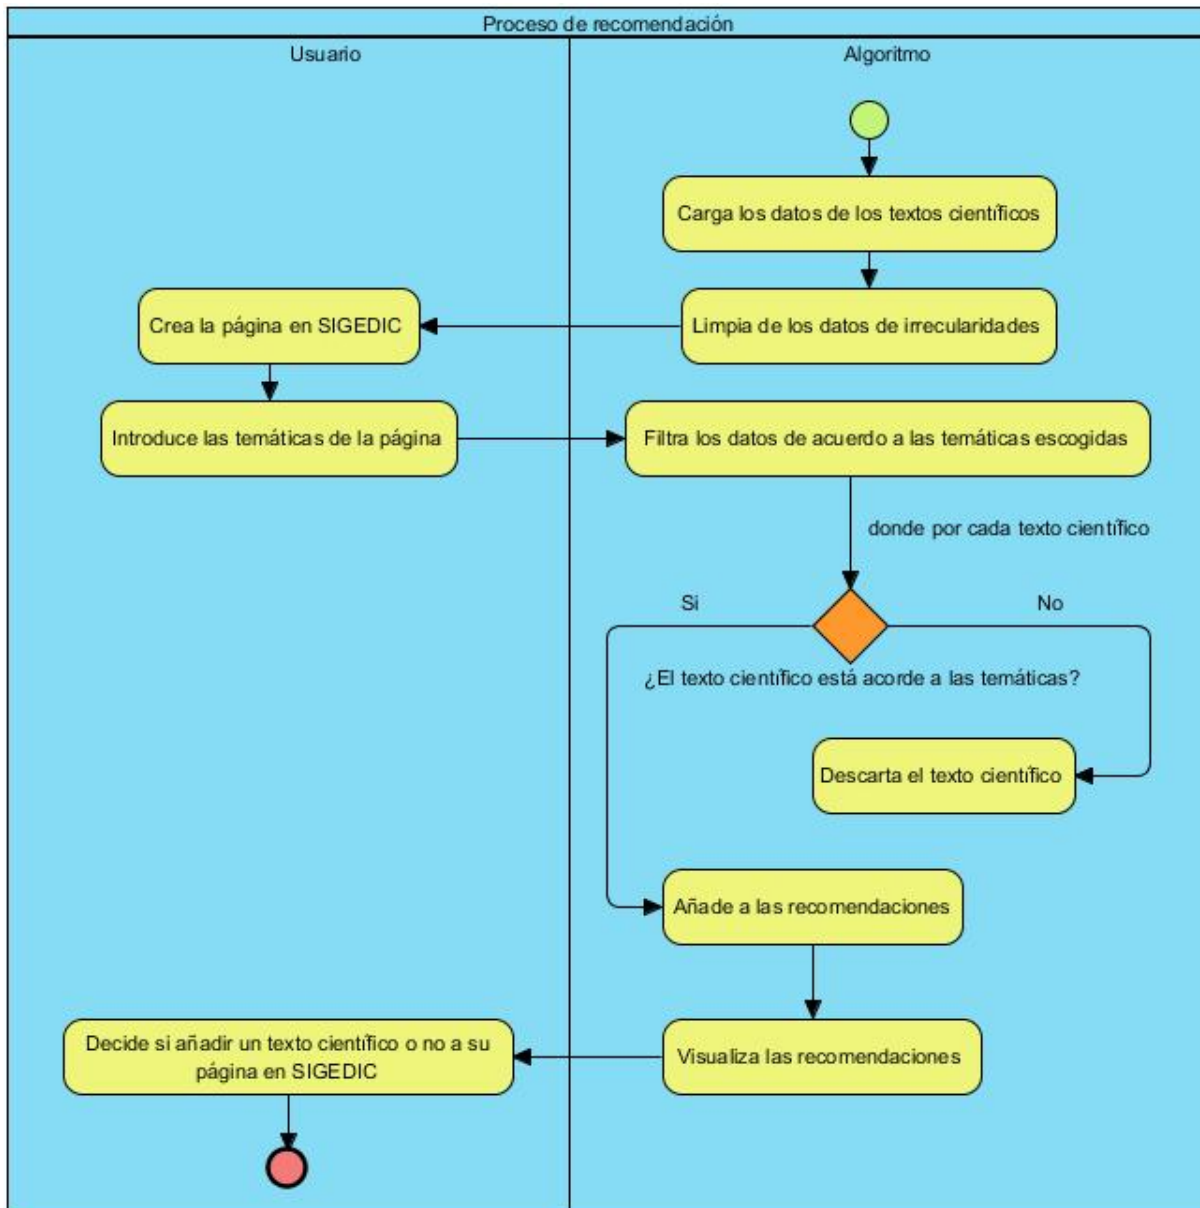 Proceso de recomendación
Usuario
Algoritmo
Carga los datos de los textos científicos
Crea la página en SIGEDIC
Limpia de los datos de irrecularidades
Introduce las temáticas de la página
Filtra los datos de acuerdo a las temáticas escogidas
donde por cada texto científico
Si
No
¿El texto científico está acorde a las temáticas?
Descarta el texto científico
Añade a las recomendaciones
Decide si añadir un texto científico o no a su
página en SIGEDIC
Visualiza las recomendaciones